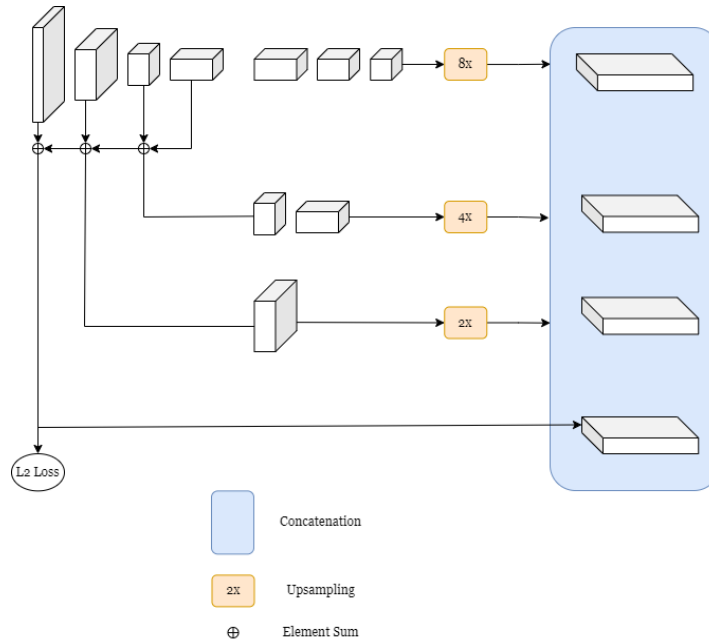 8x
4x
2x
L2 Loss
Concatenation
2x
Upsampling
Element Sum